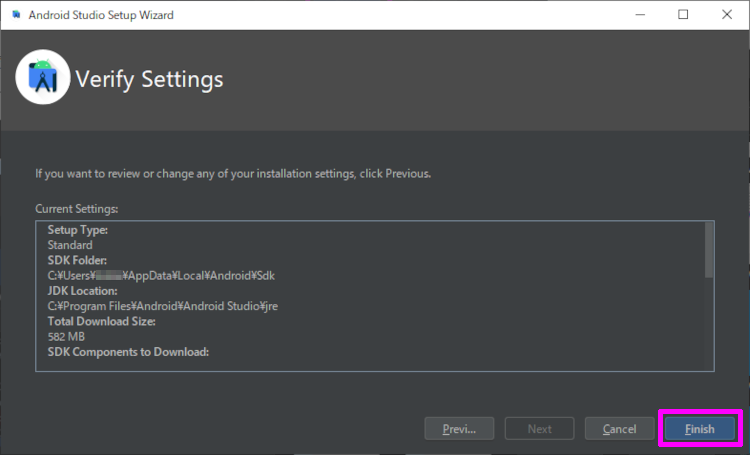 Android Studio Setup Wizard
Verify Settings
If you want to review or change any of your installation settings, click Previous.
Current Settings:
Setup Type:
Standard
SDK Folder:
C:¥Users¥ ¥AppData¥Local¥Android¥Sdk
JDK Location:
C:¥Program Files¥Android¥Android Studio¥jre
Total Download Size:
582 MB
SDK Components to Download:
Previ... Next Cancel Finish